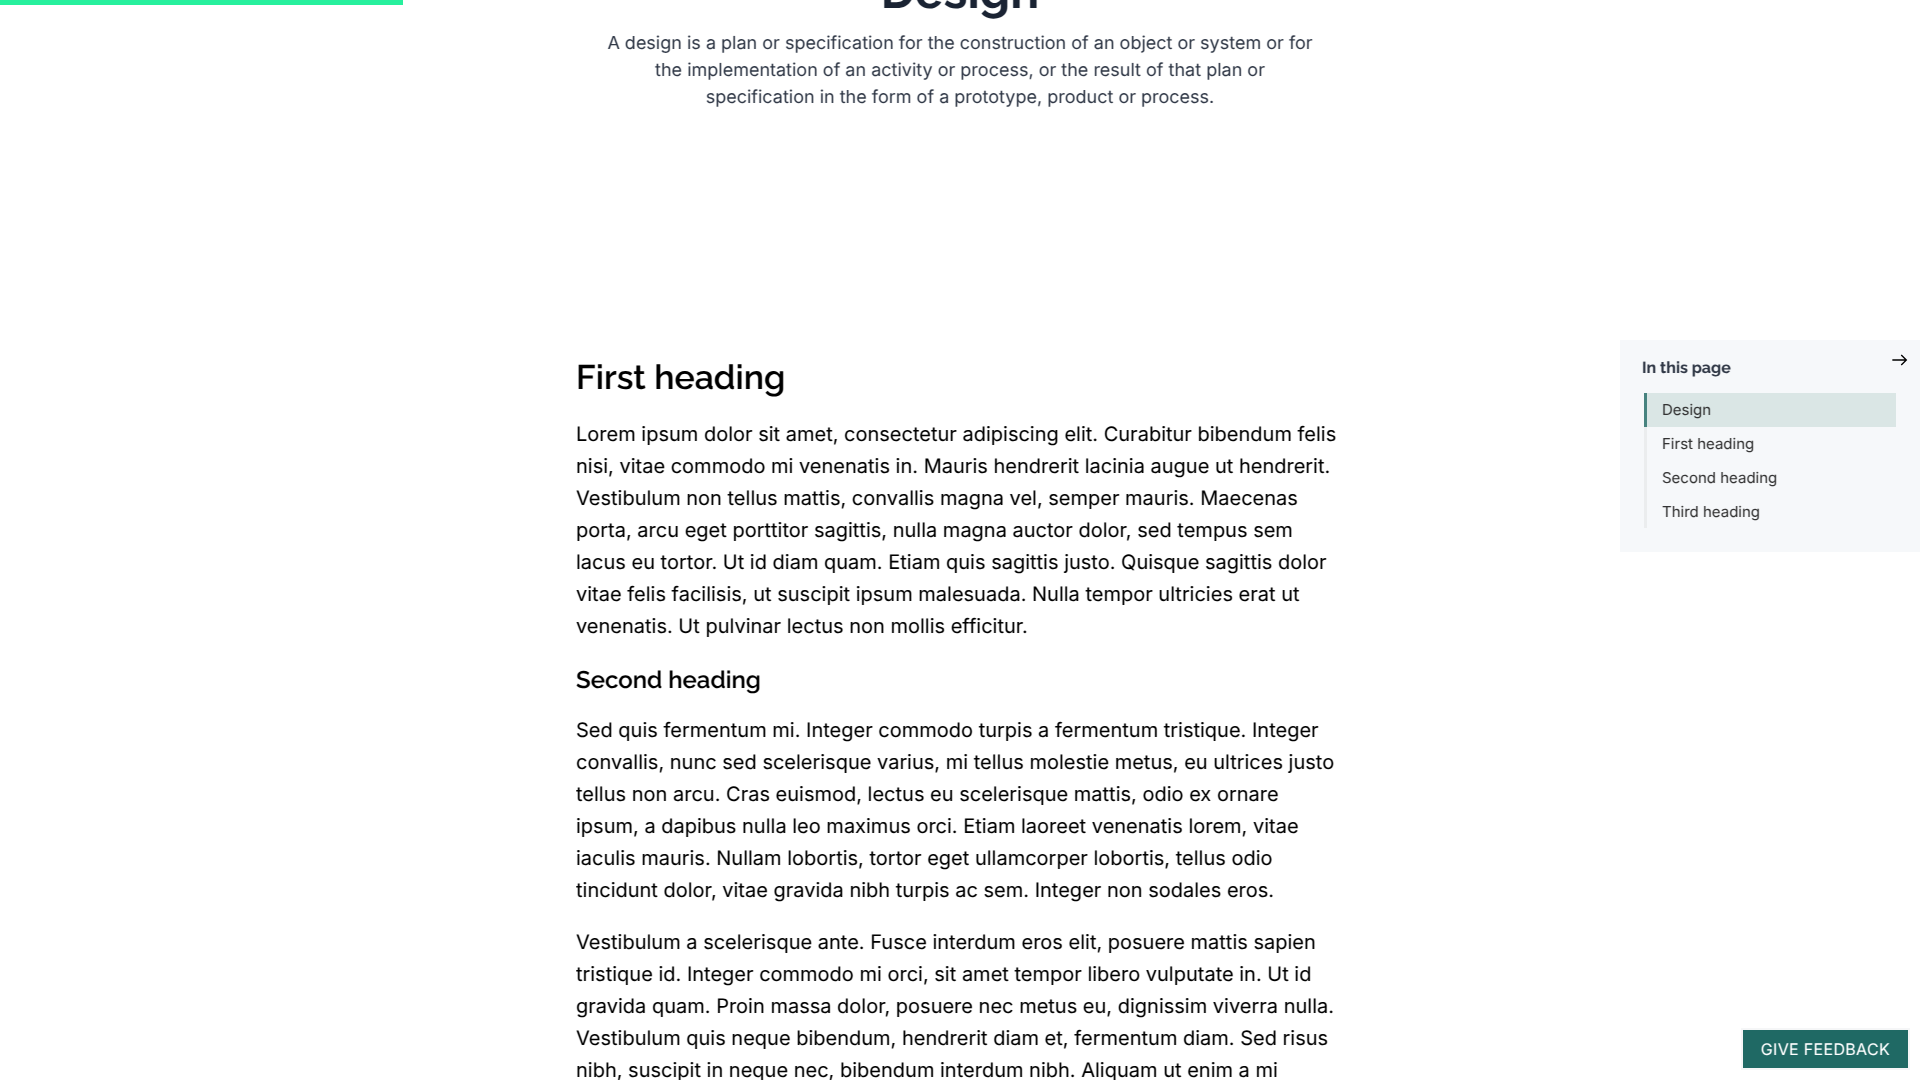 Design
A design is a plan or specification for the construction of an object or system or for
the implementation of an activity or process, or the result of that plan or
specification in the form of a prototype, product or process.
First heading
Lorem ipsum dolor sit amet, consectetur adipiscing elit. Curabitur bibendum felis
nisi, vitae commodo mi venenatis in. Mauris hendrerit lacinia augue ut hendrerit.
Vestibulum non tellus mattis, convallis magna vel, semper mauris. Maecenas
porta, arcu eget porttitor sagittis, nulla magna auctor dolor, sed tempus sem
lacus eu tortor. Ut id diam quam. Etiam quis sagittis justo. Quisque sagittis dolor
vitae felis facilisis, ut suscipit ipsum malesuada. Nulla tempor ultricies erat ut
venenatis. Ut pulvinar lectus non mollis efficitur.
Second heading
Sed quis fermentum mi. Integer commodo turpis a fermentum tristique. Integer
convallis, nunc sed scelerisque varius, mi tellus molestie metus, eu ultrices justo
tellus non arcu. Cras euismod, lectus eu scelerisque mattis, odio ex ornare
ipsum, a dapibus nulla leo maximus orci. Etiam laoreet venenatis lorem, vitae
iaculis mauris. Nullam lobortis, tortor eget ullamcorper lobortis, tellus odio
tincidunt dolor, vitae gravida nibh turpis ac sem. Integer non sodales eros.
Vestibulum a scelerisque ante. Fusce interdum eros elit, posuere mattis sapien
tristique id. Integer commodo mi orci, sit amet tempor libero vulputate in. Ut id
gravida quam. Proin massa dolor, posuere nec metus eu, dignissim viverra nulla.
Vestibulum quis neque bibendum, hendrerit diam et, fermentum diam. Sed risus
nibh, suscipit in neque nec, bibendum interdum nibh. Aliquam ut enim a mi
In this page
Design
First heading
Second heading
Third heading
GIVE FEEDBACK